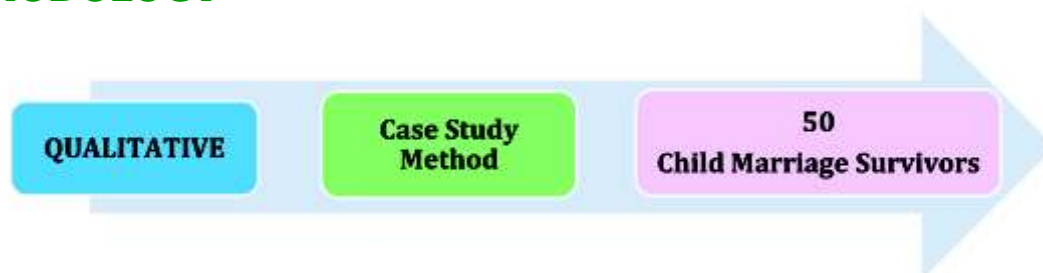 QUALITATIVE
Case Study
Method
50
Child Marriage Survivors